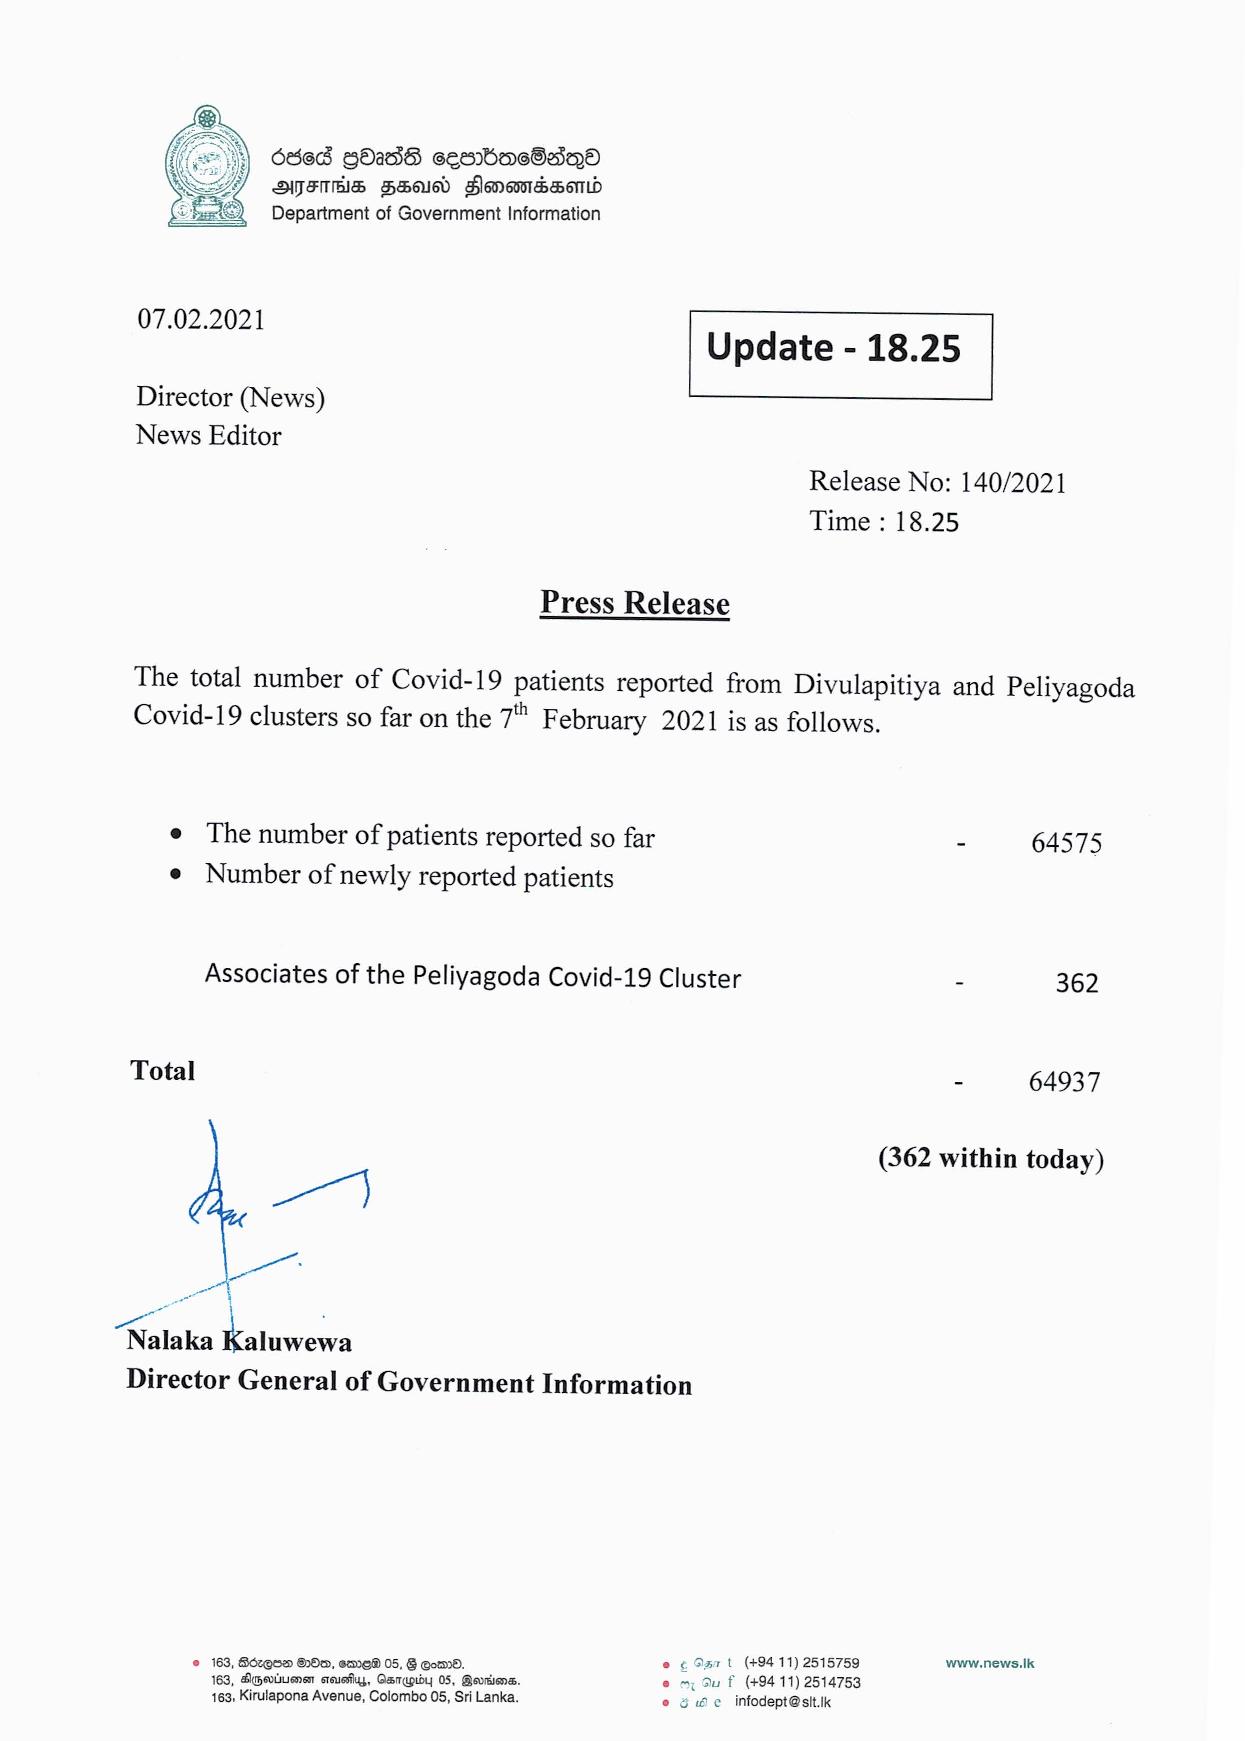 රජයේ ප්‍රවෘත්ති දෙපාර්තමේන්තුව
அரசாங்க தகவல் திணைக்களம்
Department of Government Information
07.02.2021
Update - 18.25
Director (News)
News Editor
Release No: 140/2021
Time : 18.25
Press Release
The total number of Covid-19 patients reported from Divulapitiya and Peliyagoda
Covid-19 clusters so far on the 7th February 2021 is as follows.
• The number of patients reported so far - 64575
• Number of newly reported patients
Associates of the Peliyagoda Covid-19 Cluster - 362
Total - 64937
(362 within today)
Nalaka Kaluwewa
Director General of Government Information
163, කිරුලපන මාවත, කොළඹ 05, ශ්‍රී ලංකාව.
163, கிருலப்பனை எவனியூ, கொழும்பு 05, இலங்கை.
163, Kirulapona Avenue, Colombo 05, Sri Lanka.
දු தொ t (+94 11) 2515759
ෆැ பெ f (+94 11) 2514753
ඊ மி e infodept@slt.lk
www.news.lk